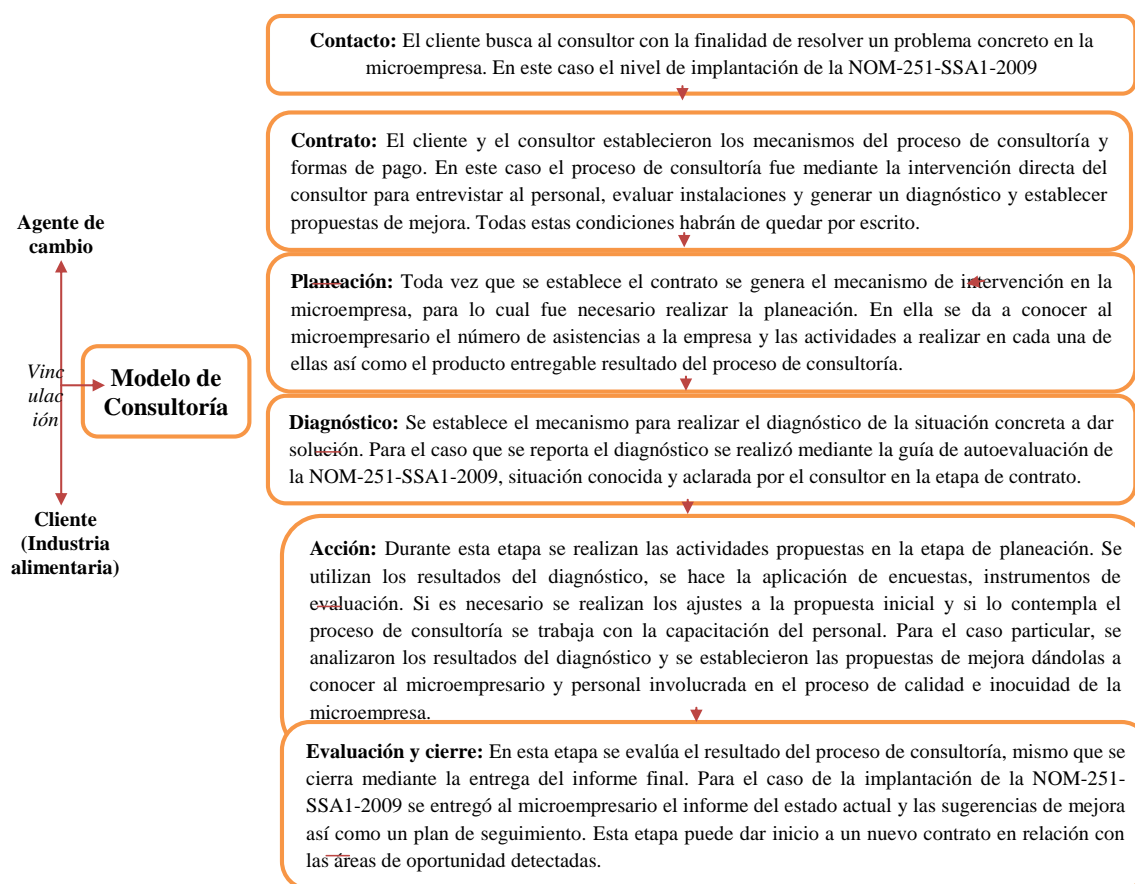 Contacto: El cliente busca al consultor con la finalidad de resolver un problema concreto en la
microempresa. En este caso el nivel de implantación de la NOM-251-SSA1-2009
Contrato: El cliente y el consultor establecieron los mecanismos del proceso de consultoría y
formas de pago. En este caso el proceso de consultoría fue mediante la intervención directa del
consultor para entrevistar al personal, evaluar instalaciones y generar un diagnóstico y establecer
propuestas de mejora. Todas estas condiciones habrán de quedar por escrito.
Agente de
cambio
Vinc
ulac
ión
Modelo de
Consultoría
Cliente
(Industria
alimentaria)
Planeación: Toda vez que se establece el contrato se genera el mecanismo de intervención en la
microempresa, para lo cual fue necesario realizar la planeación. En ella se da a conocer al
microempresario el número de asistencias a la empresa y las actividades a realizar en cada una de
ellas así como el producto entregable resultado del proceso de consultoría.
Diagnóstico: Se establece el mecanismo para realizar el diagnóstico de la situación concreta a dar
solución. Para el caso que se reporta el diagnóstico se realizó mediante la guía de autoevaluación de
la NOM-251-SSA1-2009, situación conocida y aclarada por el consultor en la etapa de contrato.
Acción: Durante esta etapa se realizan las actividades propuestas en la etapa de planeación. Se
utilizan los resultados del diagnóstico, se hace la aplicación de encuestas, instrumentos de
evaluación. Si es necesario se realizan los ajustes a la propuesta inicial y si lo contempla el
proceso de consultoría se trabaja con la capacitación del personal. Para el caso particular, se
analizaron los resultados del diagnóstico y se establecieron las propuestas de mejora dándolas a
conocer al microempresario y personal involucrada en el proceso de calidad e inocuidad de la
microempresa.
Evaluación y cierre: En esta etapa se evalúa el resultado del proceso de consultoría, mismo que se
cierra mediante la entrega del informe final. Para el caso de la implantación de la NOM-251-
SSA1-2009 se entregó al microempresario el informe del estado actual y las sugerencias de mejora
así como un plan de seguimiento. Esta etapa puede dar inicio a un nuevo contrato en relación con
las áreas de oportunidad detectadas.